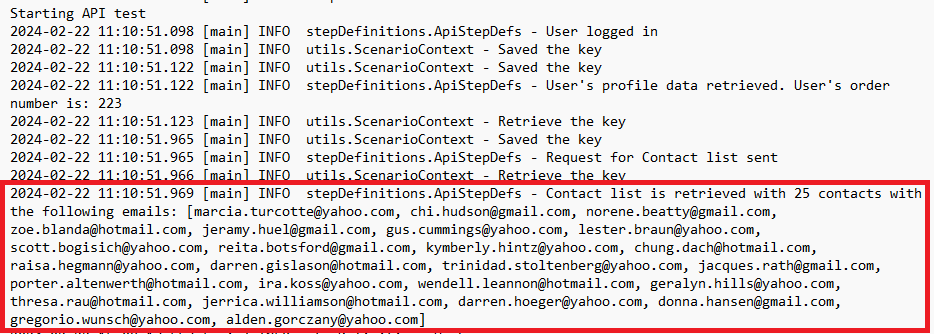 Starting API test
2024-02-22 11:10:51.098 [main] INFO  stepDefinitions.ApiStepDefs - User logged in
2024-02-22 11:10:51.098 [main] INFO  utils.ScenarioContext - Saved the key
2024-02-22 11:10:51.122 [main] INFO  utils.ScenarioContext - Saved the key
2024-02-22 11:10:51.122 [main] INFO  stepDefinitions.ApiStepDefs - User's profile data retrieved. User's order
number is: 223
2024-02-22 11:10:51.123 [main] INFO  utils.ScenarioContext - Retrieve the key
2024-02-22 11:10:51.965 [main] INFO  utils.ScenarioContext - Saved the key
2024-02-22 11:10:51.965 [main] INFO  stepDefinitions.ApiStepDefs - Request for Contact list sent
2024-02-22 11:10:51.966 [main] INFO  utils.ScenarioContext - Retrieve the key
2024-02-22 11:10:51.969 [main] INFO  stepDefinitions.ApiStepDefs - Contact list is retrieved with 25 contacts with
the following emails: [marcia.turcotte@yahoo.com, chi.hudson@gmail.com, norene.beatty@gmail.com,
zoe.blanda@hotmail.com, jeramy.huel@gmail.com, gus.cummings@yahoo.com, lester.braun@yahoo.com,
scott.bogisich@yahoo.com, reita.botsford@gmail.com, kymberly.hintz@yahoo.com, chung.dach@hotmail.com,
raisa.hegmann@yahoo.com, darren.gislason@hotmail.com, trinidad.stoltenberg@yahoo.com, jacques.rath@gmail.com,
porter.altenwerth@hotmail.com, ira.koss@yahoo.com, wendell.leannon@hotmail.com, geralyn.hills@yahoo.com,
thresa.rau@hotmail.com, jerrica.williamson@hotmail.com, darren.hoeger@yahoo.com, donna.hansen@gmail.com,
gregorio.wunsch@yahoo.com, alden.gorczany@yahoo.com]